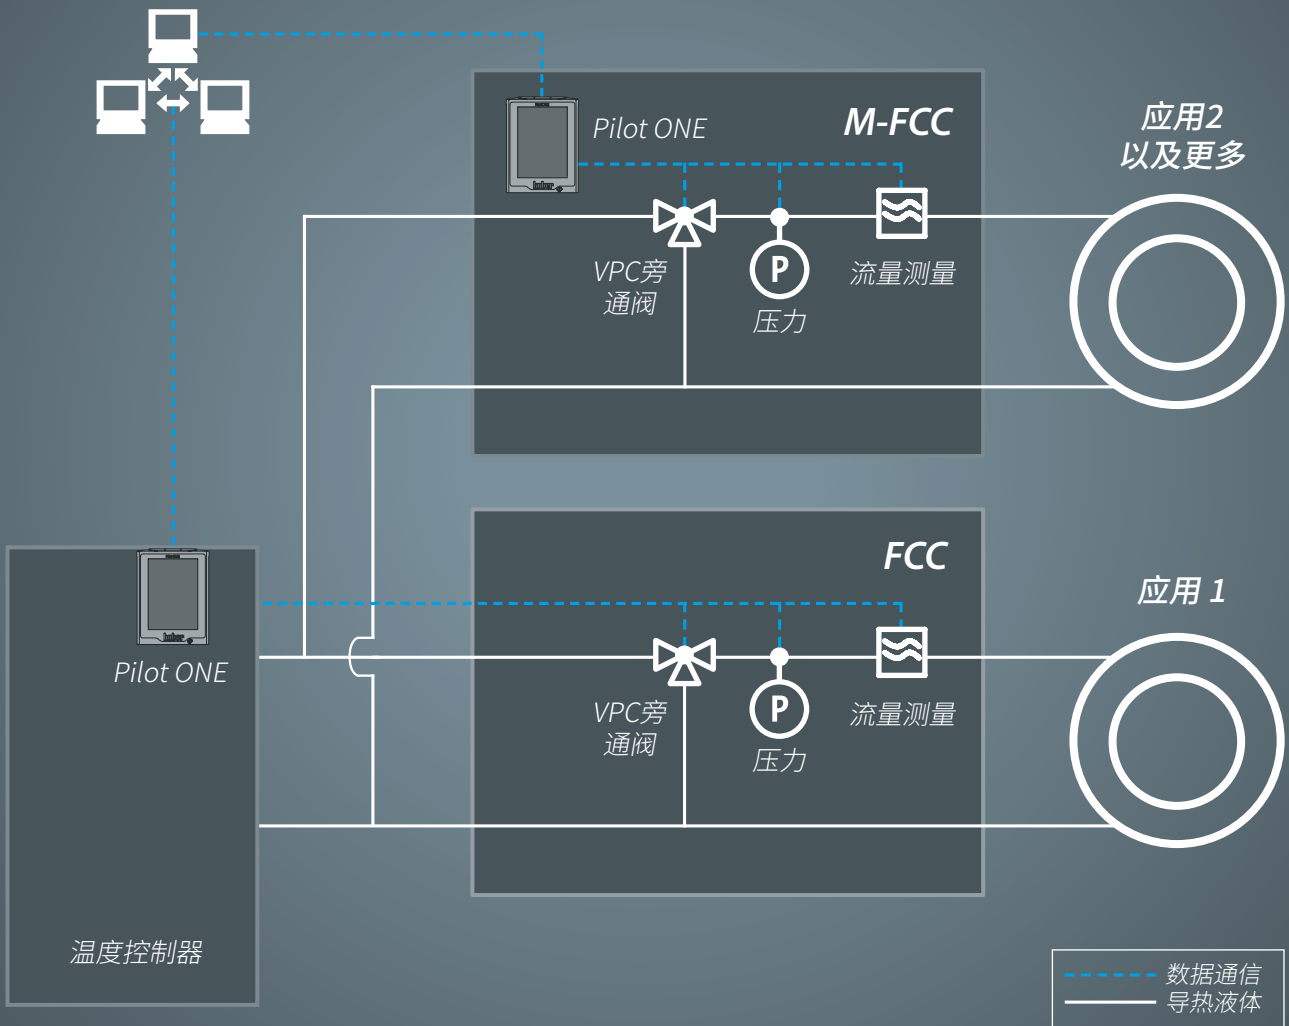 Pilot ONE
M-FCC
应用2
以及更多
huber
VPC旁
通阀
P
压力
流量测量
FCC
应用 1
huber
Pilot ONE
VPC旁
通阀
P
压力
流量测量
温度控制器
数据通信
导热液体